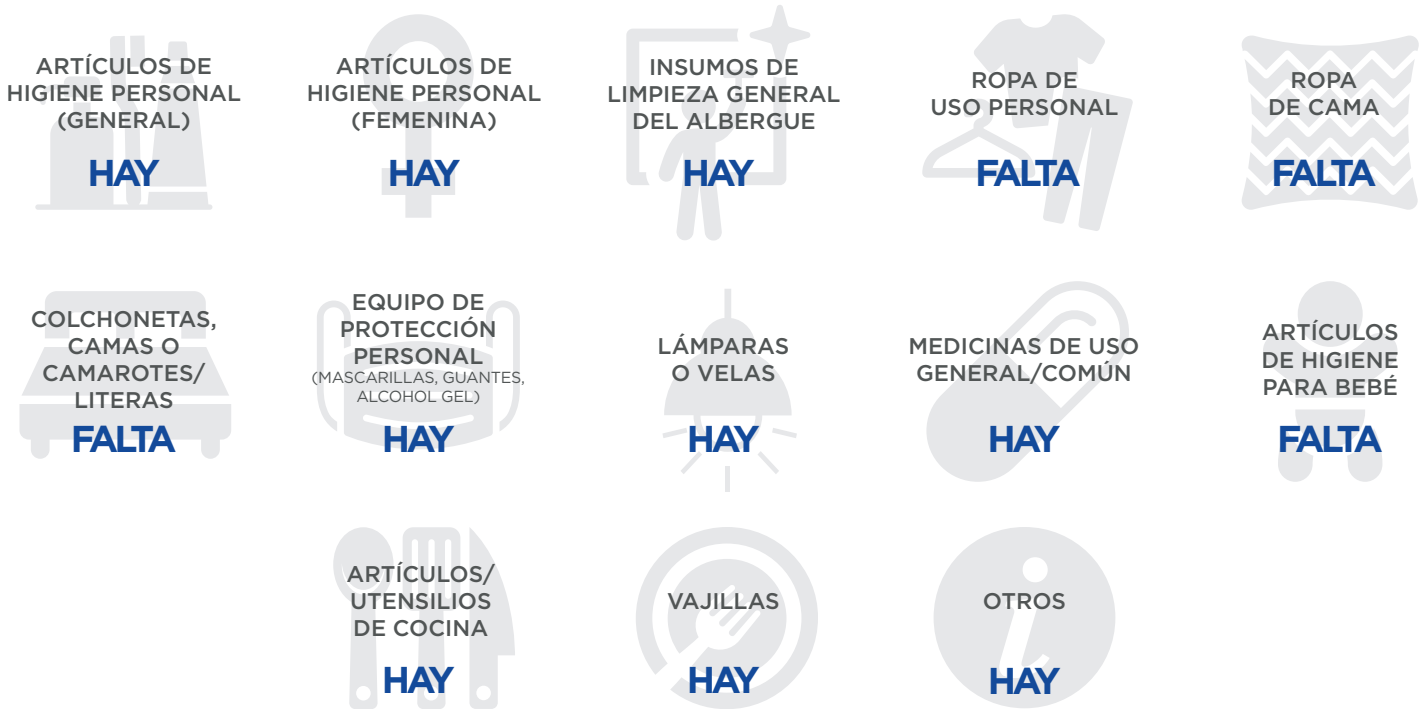 ARTÍCULOS DE
HIGIENE PERSONAL
(GENERAL)
HAY
ARTÍCULOS DE
HIGIENE PERSONAL
(FEMENINA)
HAY
INSUMOS DE
LIMPIEZA GENERAL
DEL ALBERGUE
HAY
ROPA DE
USO PERSONAL
FALTA
ROPA
DE CAMA
FALTA
COLCHONETAS,
CAMAS O
CAMAROTES/
LITERAS
FALTA
EQUIPO DE
PROTECCIÓN
PERSONAL
(MASCARILLAS, GUANTES,
ALCOHOL GEL)
HAY
LÁMPARAS
O VELAS
HAY
MEDICINAS DE USO
GENERAL/COMÚN
HAY
ARTÍCULOS
DE HIGIENE
PARA BEBÉ
FALTA
ARTÍCULOS/
UTENSILIOS
DE COCINA
HAY
VAJILLAS
HAY
OTROS
HAY